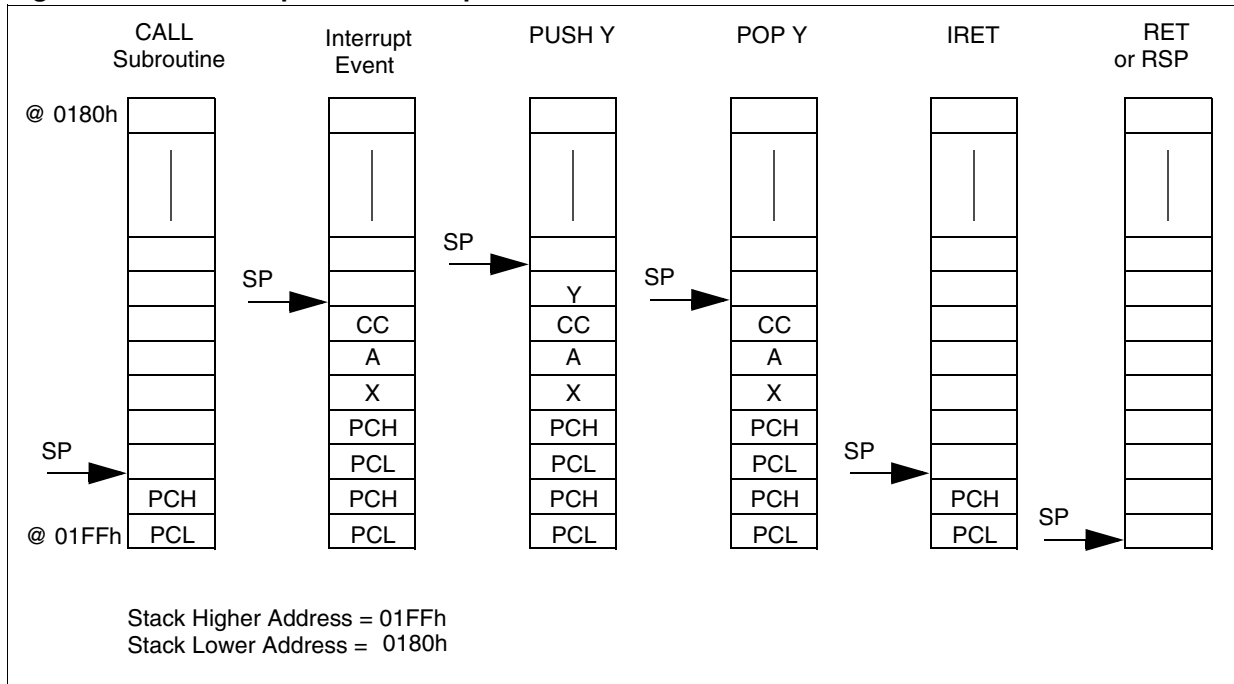 CALL
Subroutine
Interrupt
Event
PUSH Y
POP Y
IRET
RET
or RSP
@ 0180h
SP
SP
SP
Y
CC
CC
CC
A
A
A
X
X
X
PCH
PCH
PCH
SP
SP
PCL
PCL
PCL
PCH
PCH
PCH
PCH
PCH
SP
@ 01FFh
PCL
PCL
PCL
PCL
PCL
Stack Higher Address = 01FFh
Stack Lower Address = 0180h